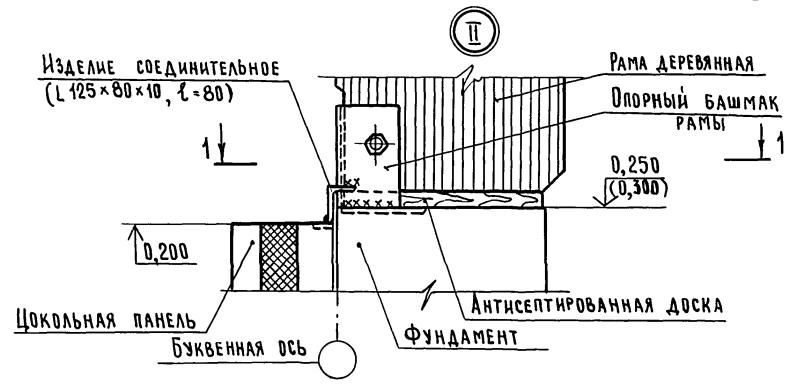 II
Изделие соединительное
(L 125×80×10, ℓ=80)
Рама деревянная
Опорный башмак
рамы
1
1
0,250
(0,300)
0,200
Антисептированная доска
Цокольная панель
Фундамент
Буквенная ось